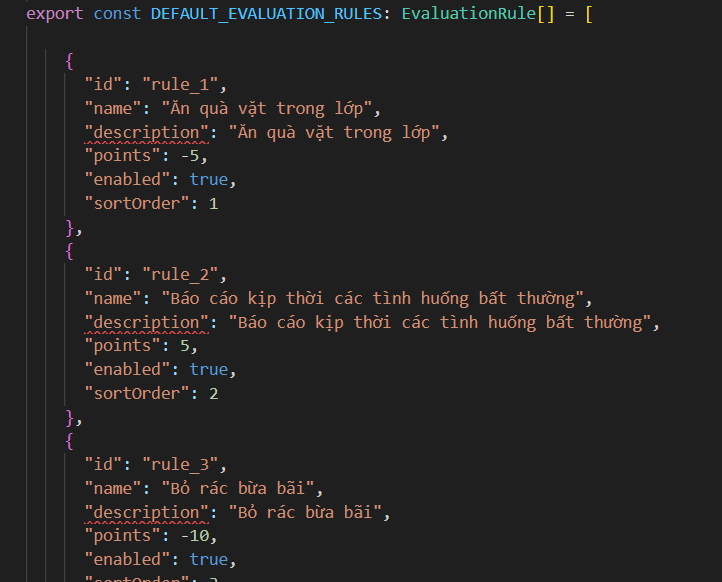 export const DEFAULT_EVALUATION_RULES: EvaluationRule[] = [
{
"id": "rule_1",
"name": "Ăn quà vặt trong lớp",
"description": "Ăn quà vặt trong lớp",
"points": -5,
"enabled": true,
"sortOrder": 1
},
{
"id": "rule_2",
"name": "Báo cáo kịp thời các tình huống bất thường",
"description": "Báo cáo kịp thời các tình huống bất thường",
"points": 5,
"enabled": true,
"sortOrder": 2
},
{
"id": "rule_3",
"name": "Bỏ rác bừa bãi",
"description": "Bỏ rác bừa bãi",
"points": -10,
"enabled": true,
"sortOrder": 3